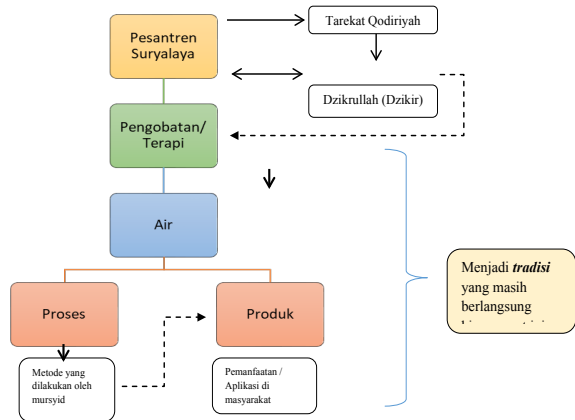 Pesantren
Suryalaya
Tarekat Qodiriyah
Dzikrullah (Dzikir)
Pengobatan/
Terapi
Air
Menjadi tradisi
yang masih
berlangsung
Proses
Produk
Metode yang
dilakukan oleh
mursyid
Pemanfaatan /
Aplikasi di
masyarakat